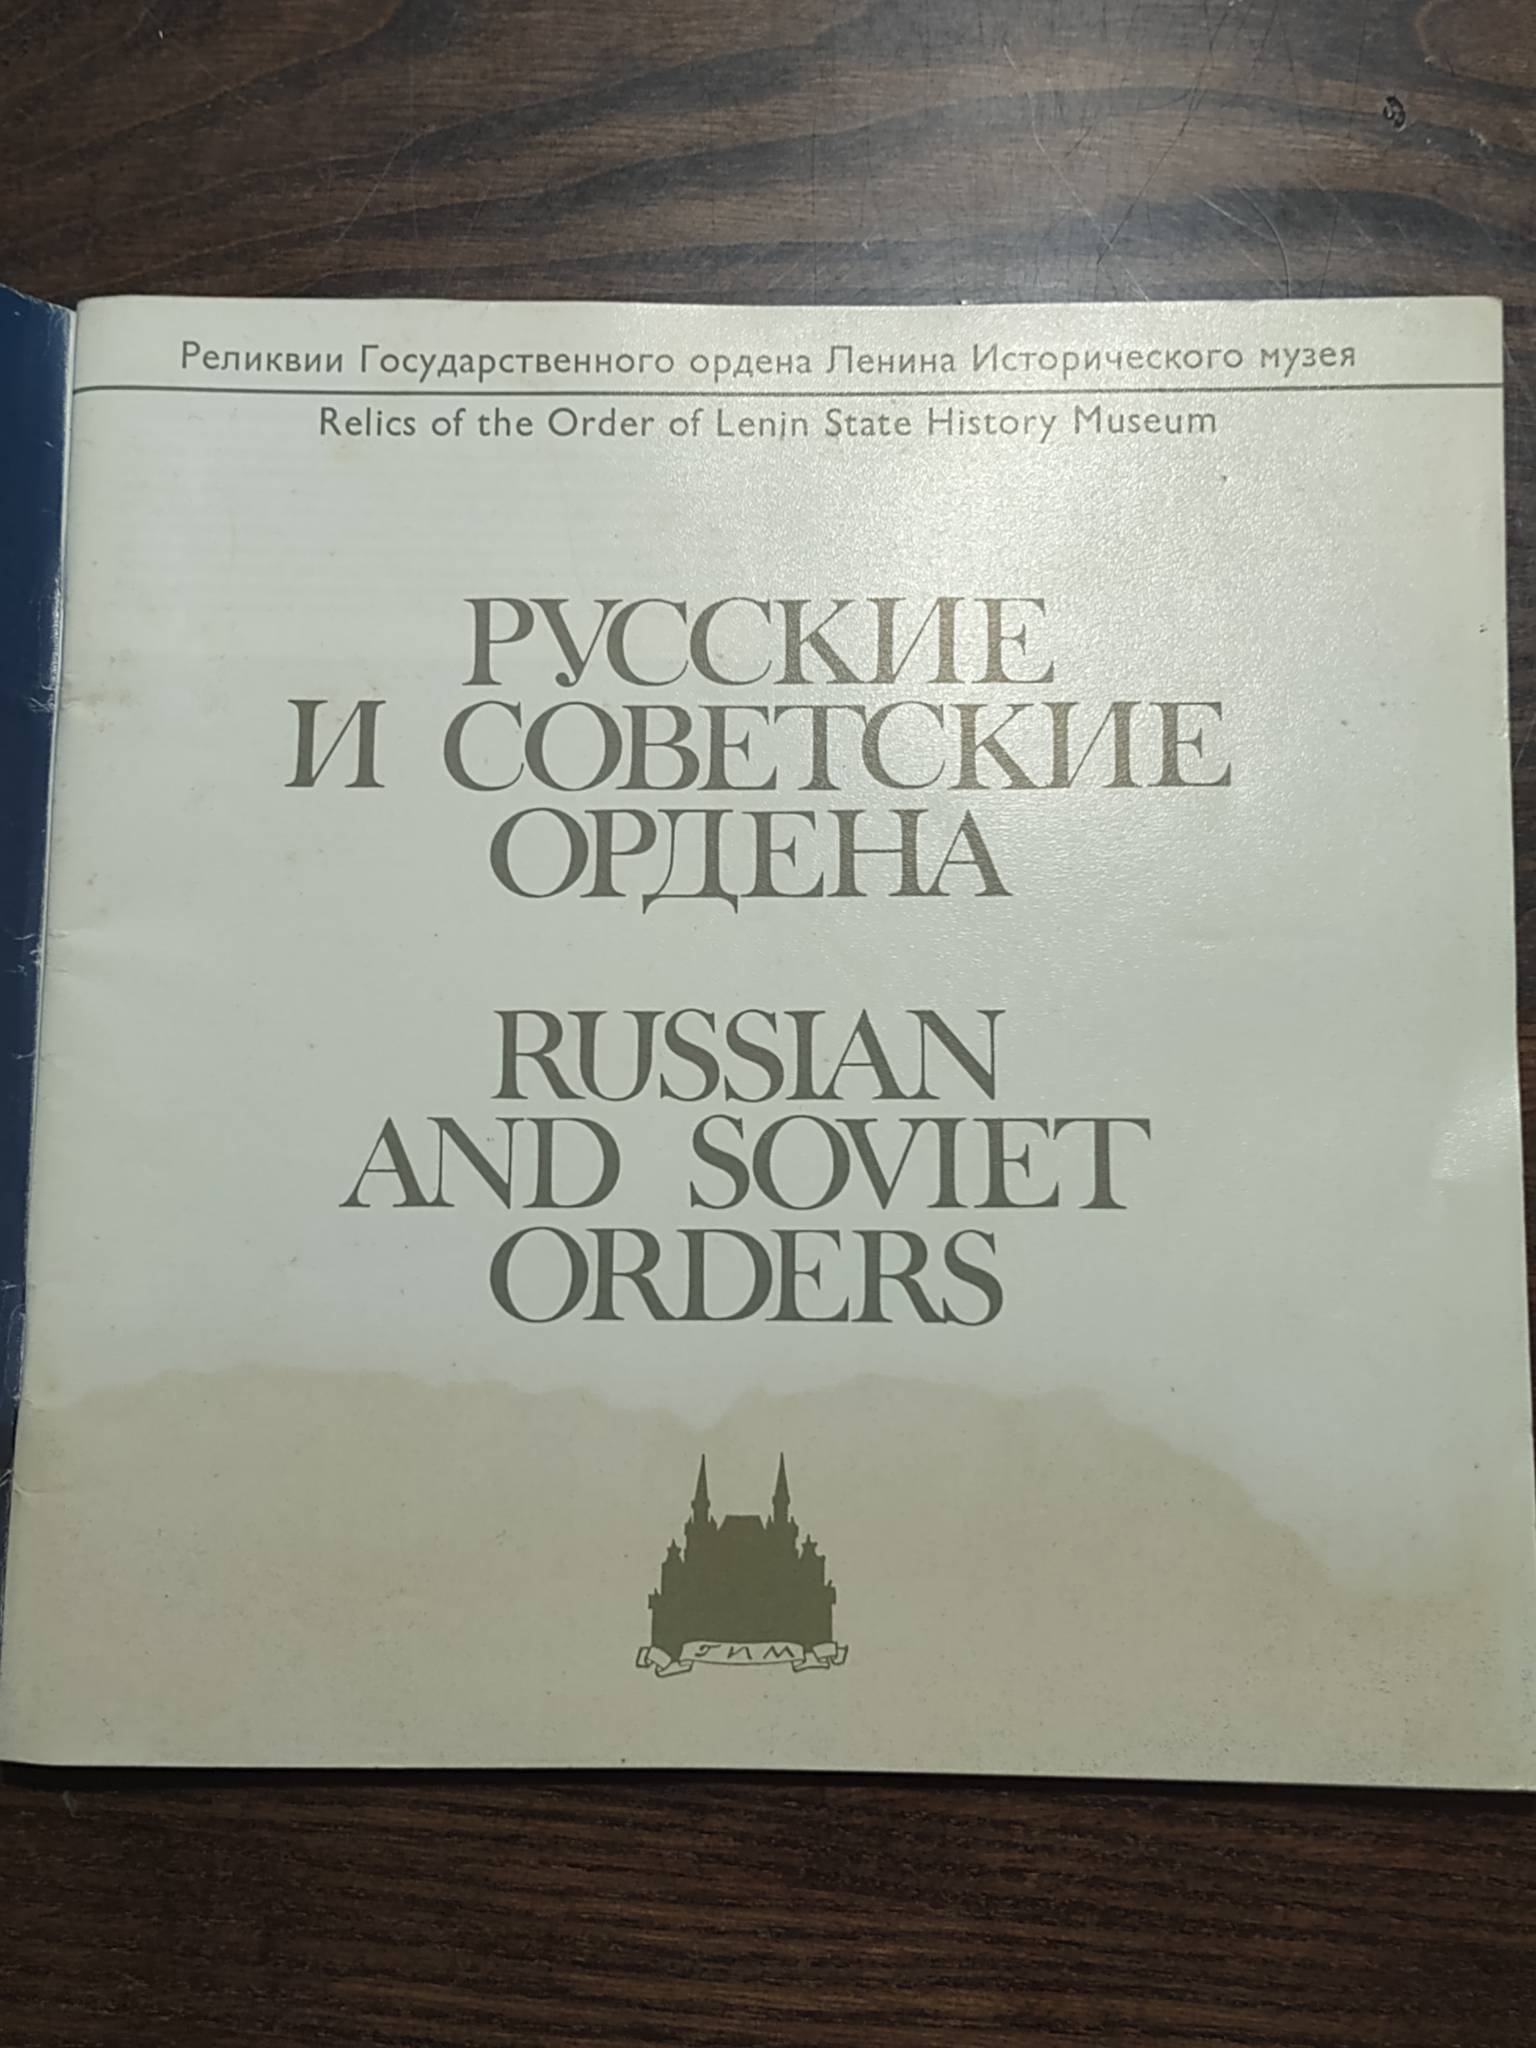 Реликвии Государственного ордена Ленина Исторического музея
Relics of the Order of Lenin State History Museum
РУССКИЕ
И СОВЕТСКИЕ
ОРДЕНА
RUSSIAN
AND SOVIET
ORDERS
ГИМ